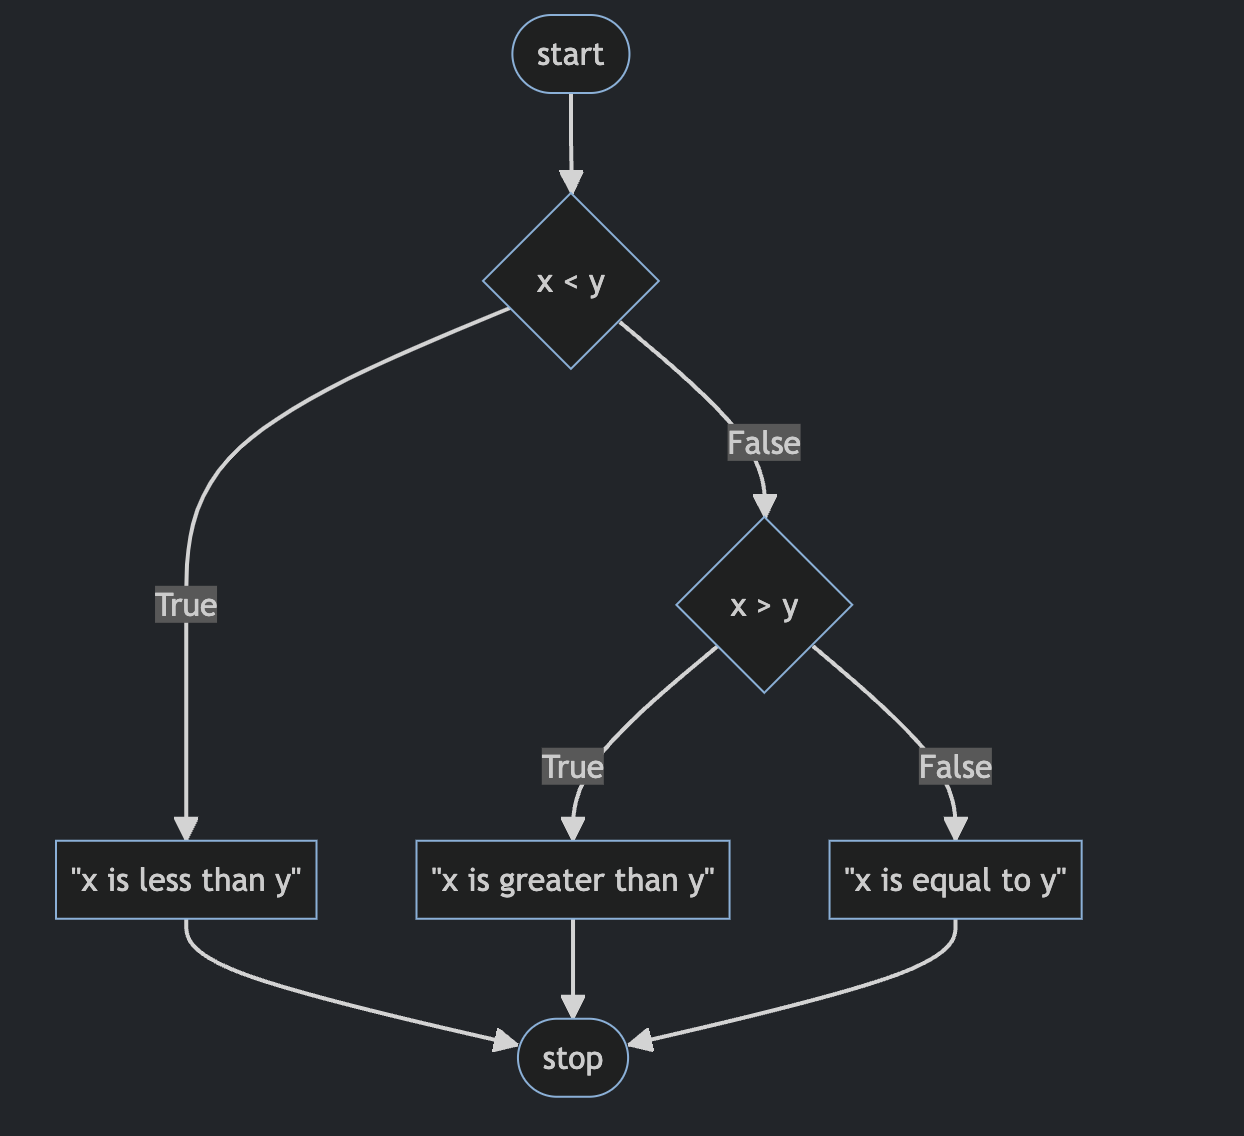 start
x < y
False
True
x > y
True
False
"x is less than y"
"x is greater than y"
"x is equal to y"
stop